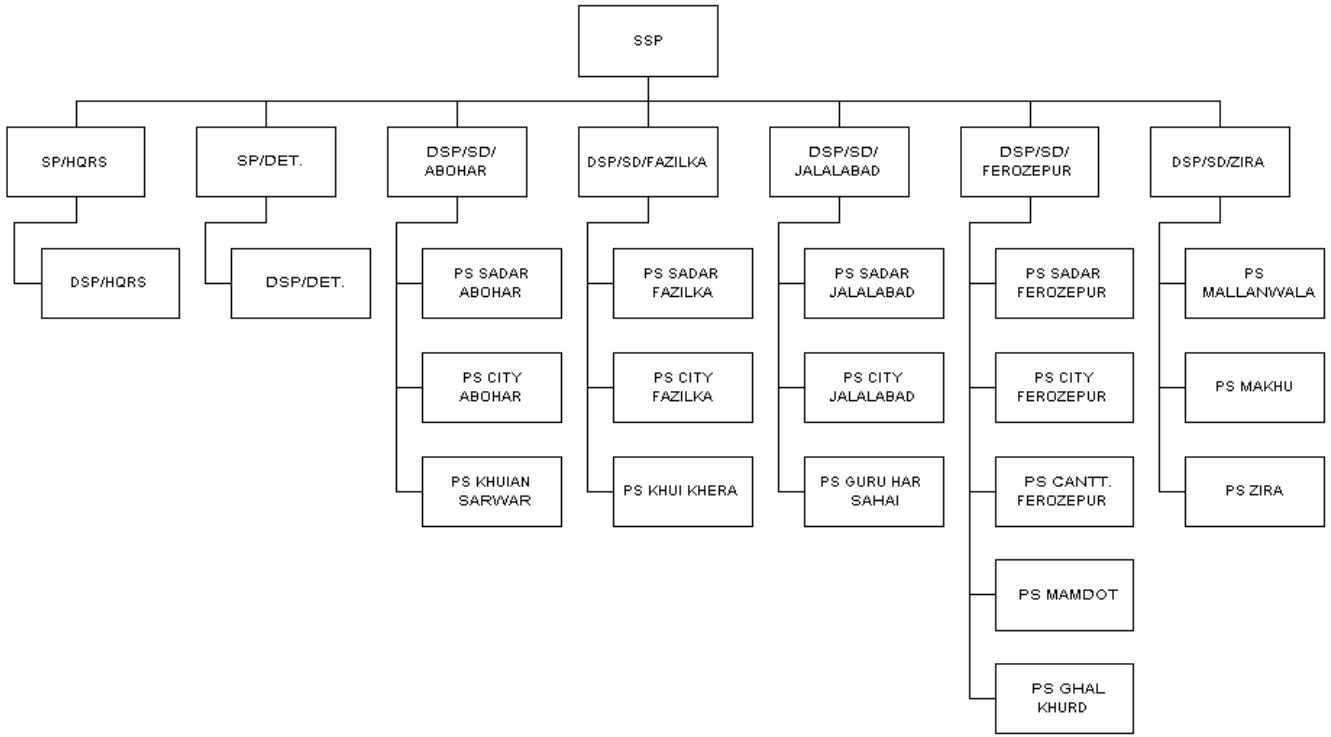 SSP
SP/HQRS
SP/DET.
DSP/SD/
ABOHAR
DSP/SD/FAZILKA
DSP/SD/
JALALABAD
DSP/SD/
FEROZEPUR
DSP/SD/ZIRA
DSP/HQRS
DSP/DET.
PS SADAR
ABOHAR
PS SADAR
FAZILKA
PS SADAR
JALALABAD
PS SADAR
FEROZEPUR
PS
MALLANWALA
PS CITY
ABOHAR
PS CITY
FAZILKA
PS CITY
JALALABAD
PS CITY
FEROZEPUR
PS MAKHU
PS KHUIAN
SARWAR
PS KHUI KHERA
PS GURU HAR
SAHAI
PS CANTT.
FEROZEPUR
PS ZIRA
PS MAMDOT
PS GHAL
KHURD